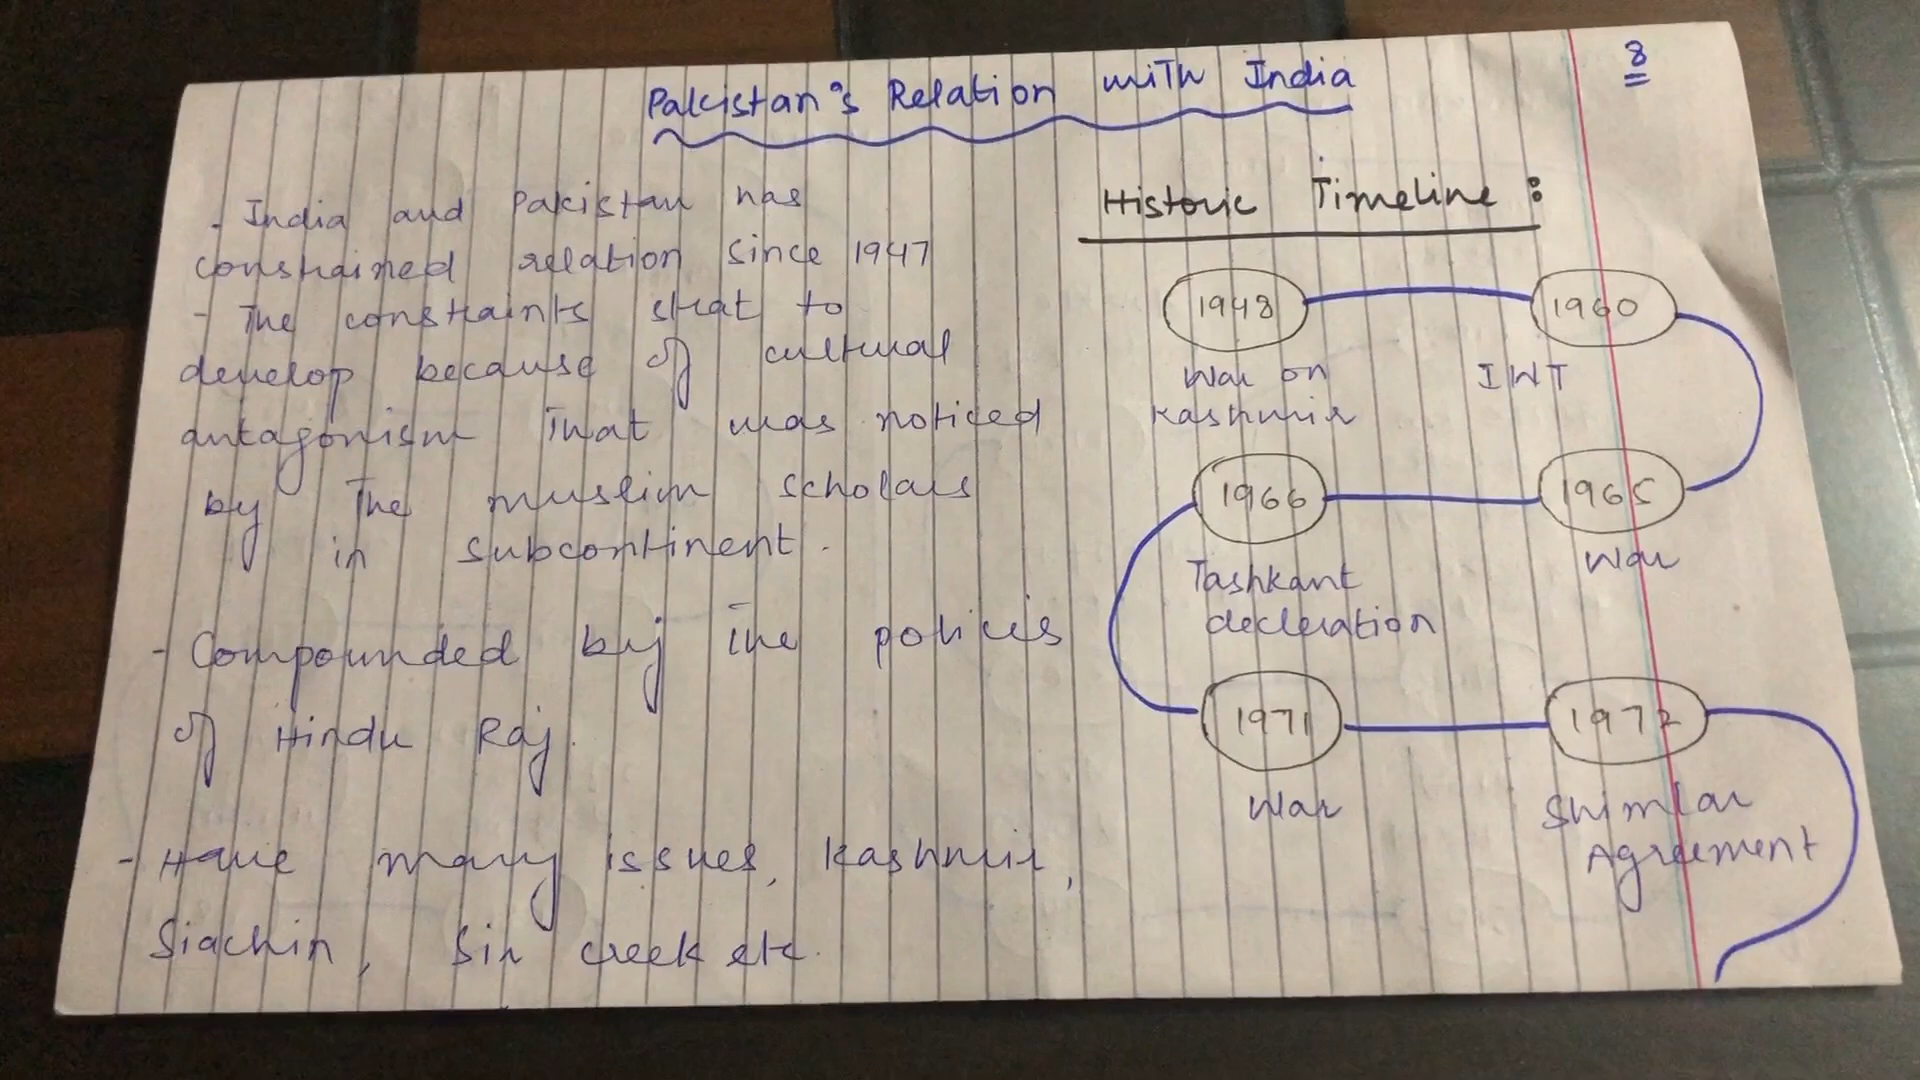 8
Pakistan's Relation with India
- India and Pakistan has
constrained relation since 1947
- The constraints strat to
develop because of cultural
antagonism that was noticed
by the muslim scholars
in subcontinent.
- Compounded by the policies
of Hindu Raj.
- Have many issues, Kashmir,
Siachin, Sir creek etc.
Historic Timeline :
1948 1960
War on Kashmir IWT
1966 1965
Tashkant decleration War
1971 1972
War Shimlar Agreement